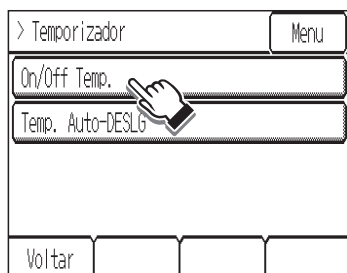 > Temporizador
Menu
On/Off Temp.
Temp. Auto-DESLG
Voltar